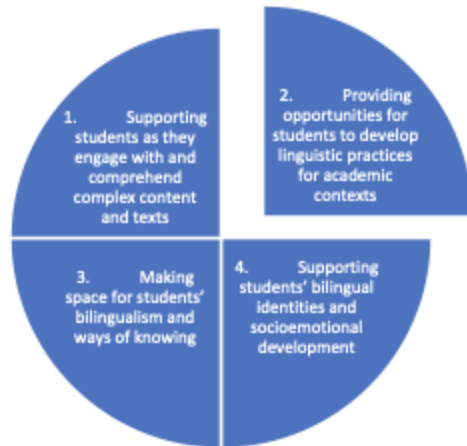 1. Supporting
students as they
engage with and
comprehend
complex content
and texts
2. Providing
opportunities for
students to develop
linguistic practices
for academic
contexts
3. Making
space for students'
bilingualism and
ways of knowing
4. Supporting
students' bilingual
identities and
socioemotional
development